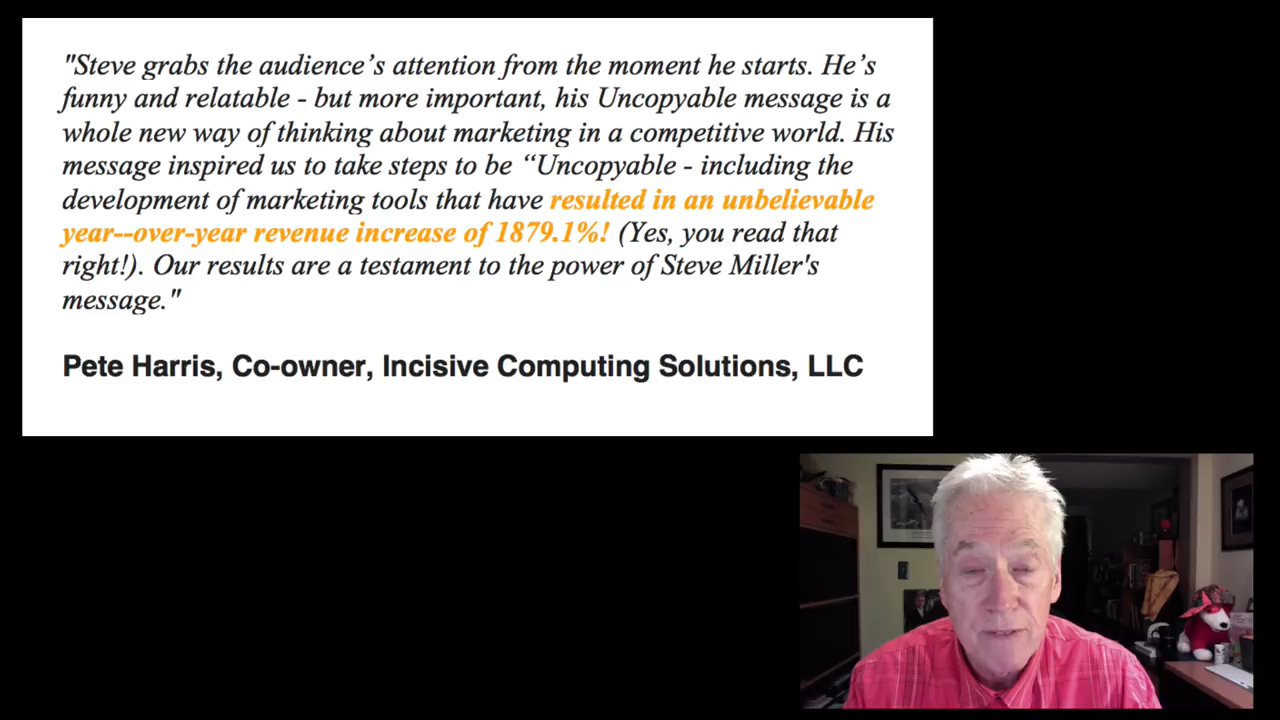 "Steve grabs the audience’s attention from the moment he starts. He’s
funny and relatable - but more important, his Uncopyable message is a
whole new way of thinking about marketing in a competitive world. His
message inspired us to take steps to be “Uncopyable - including the
development of marketing tools that have resulted in an unbelievable
year--over-year revenue increase of 1879.1%! (Yes, you read that
right!). Our results are a testament to the power of Steve Miller's
message."
Pete Harris, Co-owner, Incisive Computing Solutions, LLC